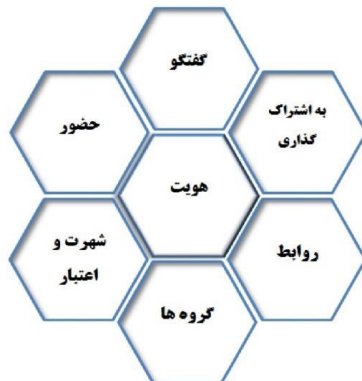 گفتگو
به اشتراک
گذاری
حضور
هویت
شهرت و
اعتبار
روابط
گروه ها